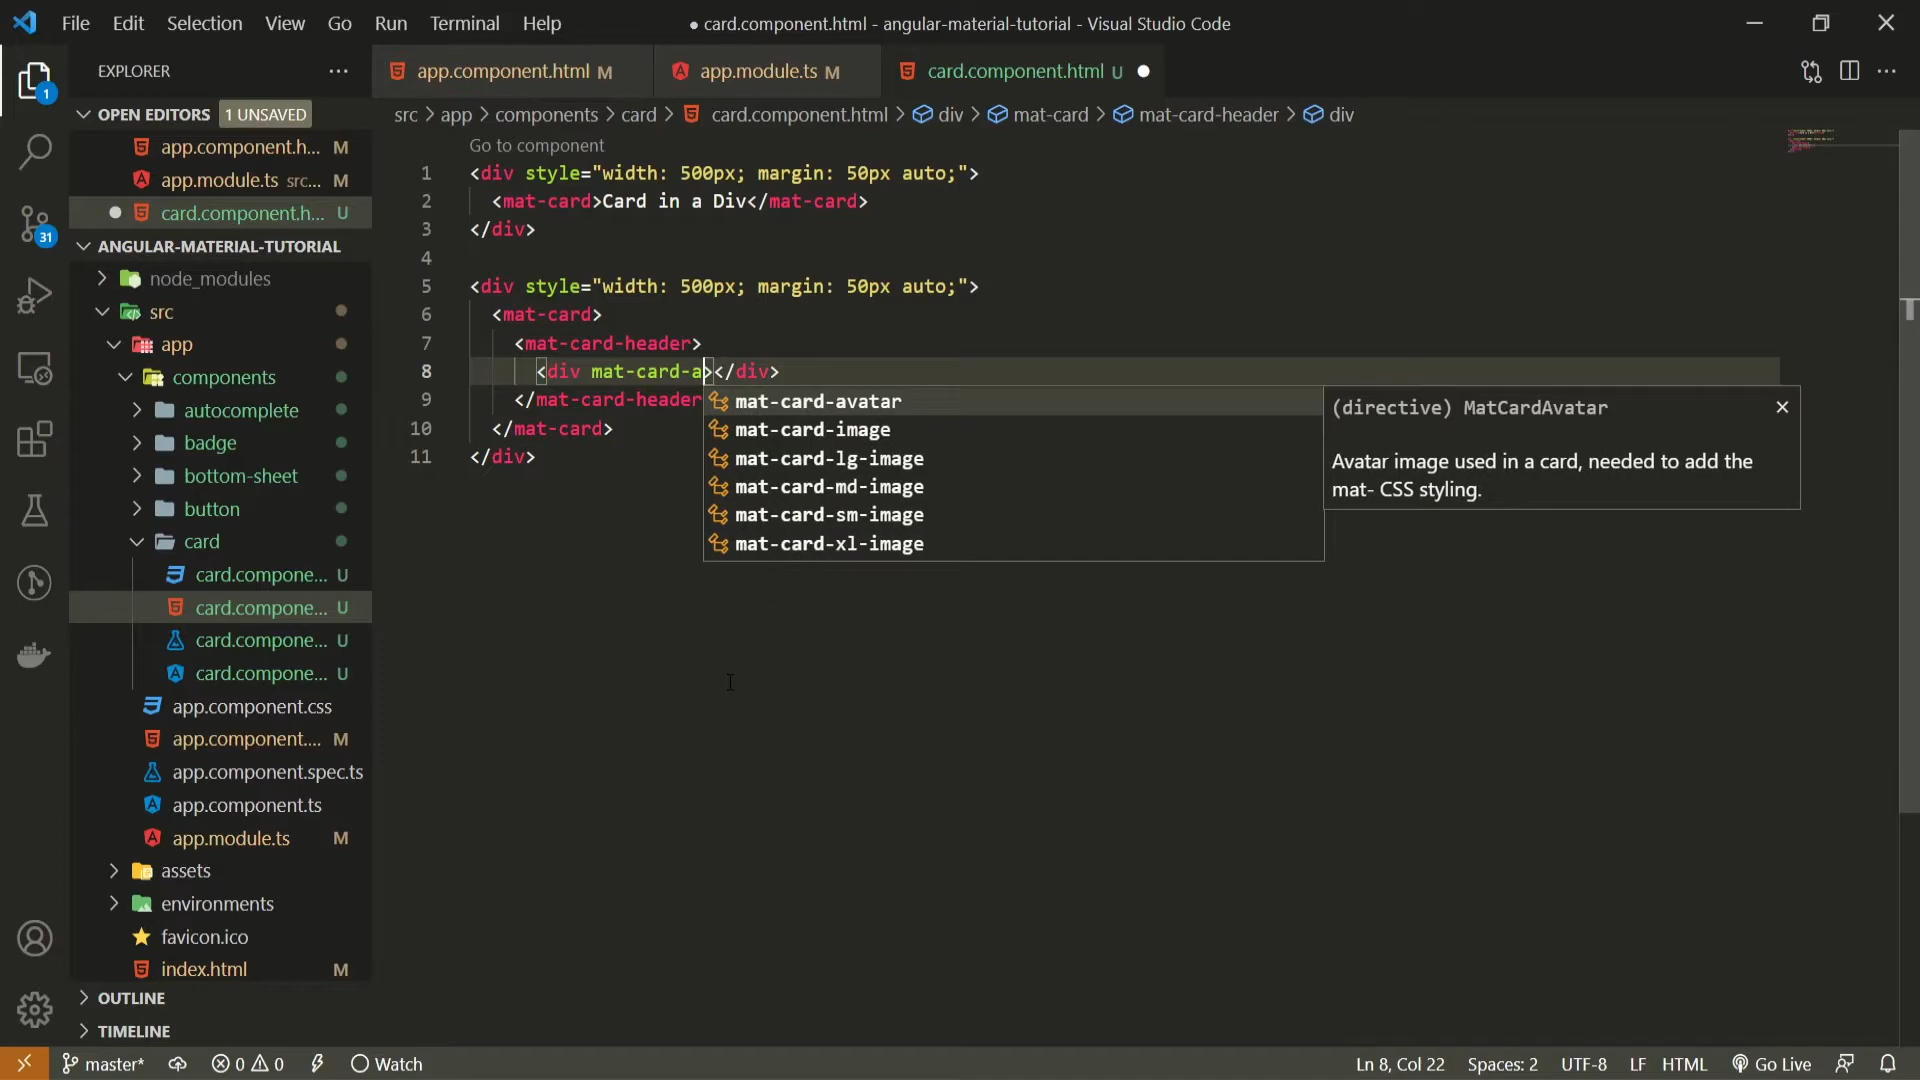 File Edit Selection View Go Run Terminal Help
● card.component.html - angular-material-tutorial - Visual Studio Code
EXPLORER
app.component.html M
app.module.ts M
card.component.html U
OPEN EDITORS 1 UNSAVED
src > app > components > card > card.component.html > div > mat-card > mat-card-header > div
app.component.h... M
app.module.ts src... M
card.component.h... U
ANGULAR-MATERIAL-TUTORIAL
node_modules
src
app
components
autocomplete
badge
bottom-sheet
button
card
card.compone... U
card.compone... U
card.compone... U
card.compone... U
app.component.css
app.component.... M
app.component.spec.ts
app.component.ts
app.module.ts M
assets
environments
favicon.ico
index.html M
OUTLINE
TIMELINE
1
31
Go to component
1 <div style="width: 500px; margin: 50px auto;">
2 <mat-card>Card in a Div</mat-card>
3 </div>
4
5 <div style="width: 500px; margin: 50px auto;">
6 <mat-card>
7 <mat-card-header>
8 <div mat-card-a></div>
9 </mat-card-header
10 </mat-card>
11 </div>
mat-card-avatar
mat-card-image
mat-card-lg-image
mat-card-md-image
mat-card-sm-image
mat-card-xl-image
(directive) MatCardAvatar
Avatar image used in a card, needed to add the
mat- CSS styling.
master* 0 0 Watch
Ln 8, Col 22 Spaces: 2 UTF-8 LF HTML Go Live